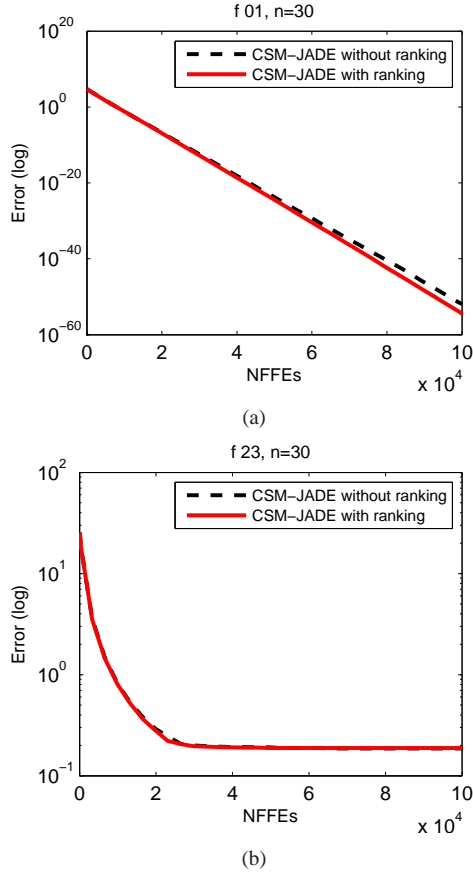 f 01, n=30
10^20
10^0
10^−20
10^−40
10^−60
Error (log)
CSM−JADE without ranking
CSM−JADE with ranking
0 2 4 6 8 10
NFFEs
x 10^4
(a)
f 23, n=30
10^2
10^1
10^0
10^−1
Error (log)
CSM−JADE without ranking
CSM−JADE with ranking
0 2 4 6 8 10
NFFEs
x 10^4
(b)